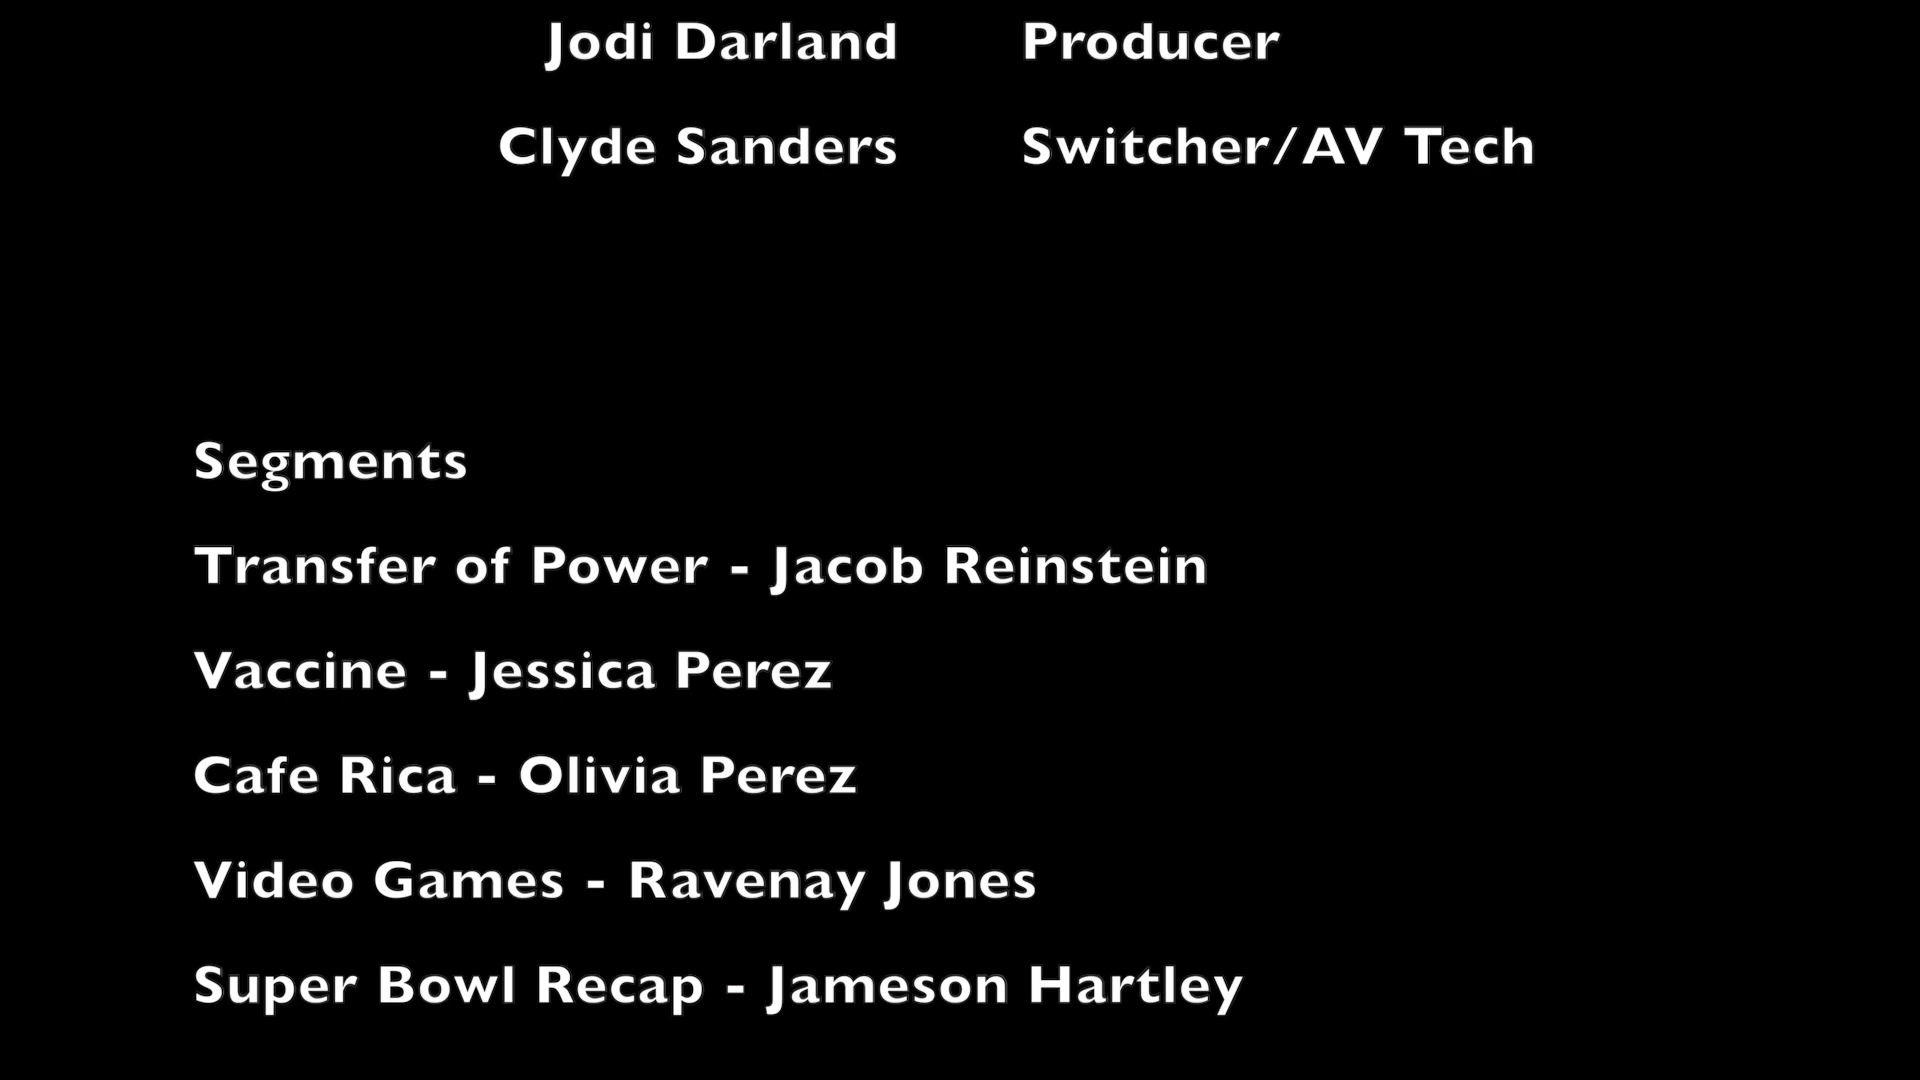 Jodi Darland Producer
Clyde Sanders Switcher/AV Tech
Segments
Transfer of Power - Jacob Reinstein
Vaccine - Jessica Perez
Cafe Rica - Olivia Perez
Video Games - Ravenay Jones
Super Bowl Recap - Jameson Hartley